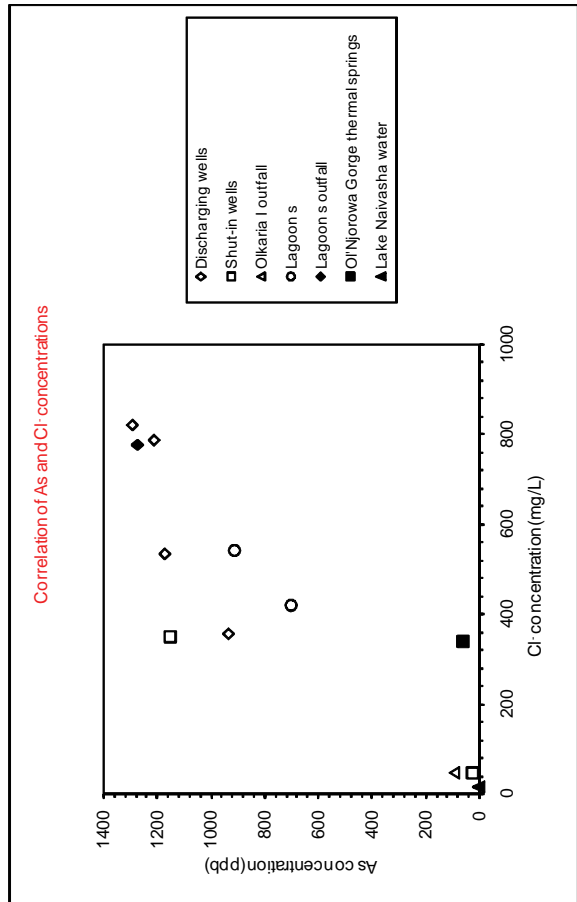 Correlation of As and Cl- concentrations
1400
1200
1000
800
600
400
200
0
As concentration (ppb)
0
200
400
600
800
1000
Cl- concentration (mg/L)
Discharging wells
Shut-in wells
Olkaria I outfall
Lagoons
Lagoons outfall
Ol'Njorowa Gorge thermal springs
Lake Naivasha water